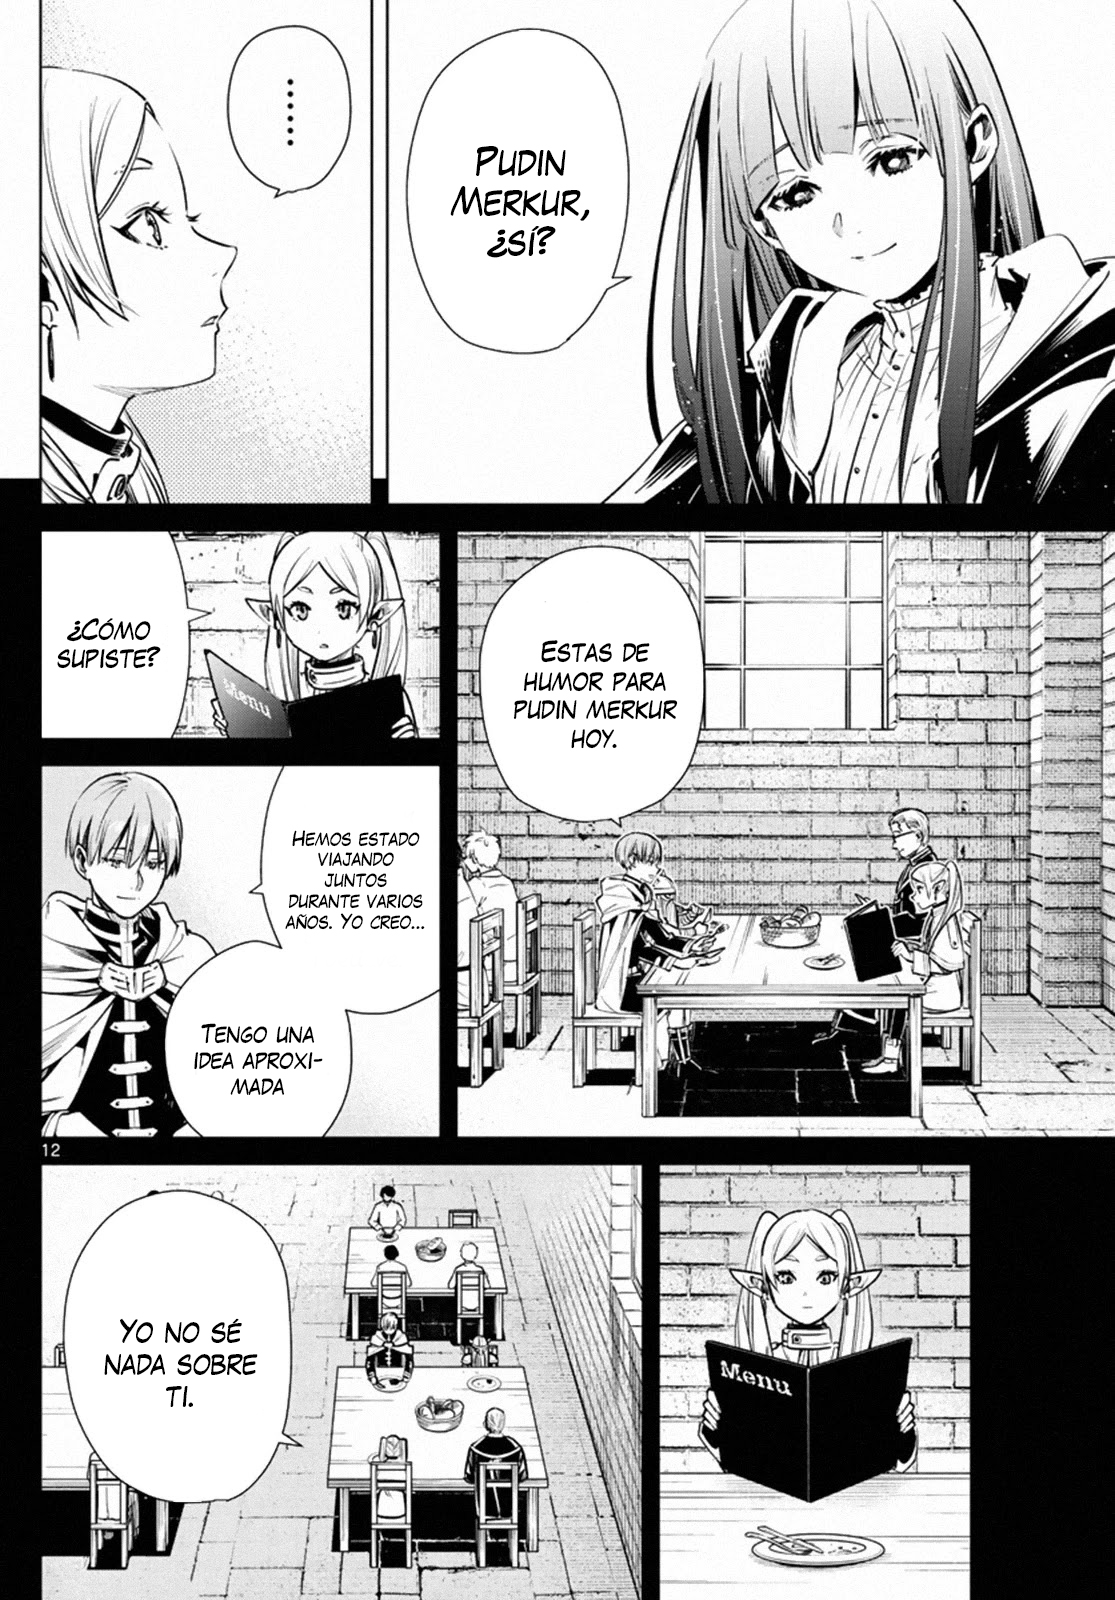 PUDIN
MERKUR,
¿SÍ?
......
ESTAS DE
HUMOR PARA
PUDIN MERKUR
HOY.
¿CÓMO
SUPISTE?
Menu
HEMOS ESTADO
VIAJANDO
JUNTOS
DURANTE VARIOS
AÑOS. YO CREO...
TENGO UNA
IDEA APROXI-
MADA
12
Menu
YO NO SÉ
NADA SOBRE
TI.